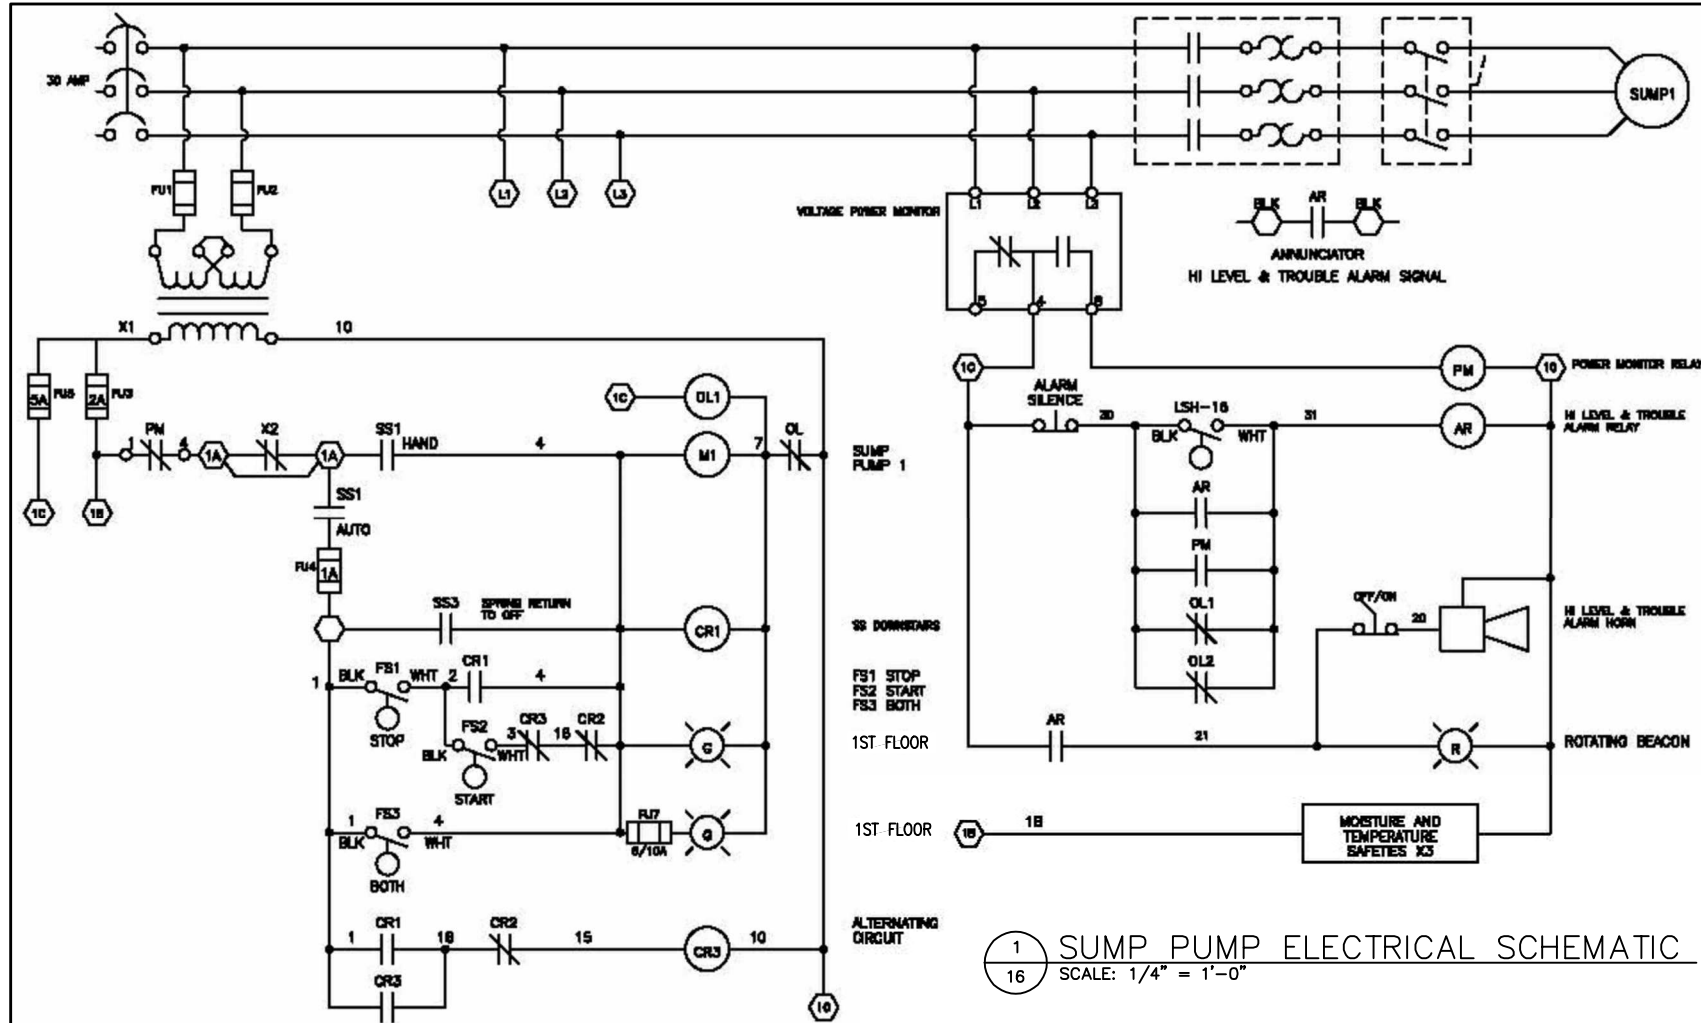 30 AMP
FU1
FU2
L1
L2
L3
VOLTAGE POWER MONITOR
L1
L2
L3
5
4
6
SUMP1
BLK
AR
BLK
ANNUNCIATOR
HI LEVEL & TROUBLE ALARM SIGNAL
X1
10
5A
FU5
2A
FU3
1
PM
4
1A
X2
1A
SS1
HAND
4
1C
OL1
M1
7
OL
SUMP
PUMP 1
1C
1B
SS1
AUTO
FU4
1A
SS3
SPRING RETURN
TO OFF
CR1
SS DOWNSTAIRS
1
BLK
FS1
WHT
2
CR1
4
STOP
FS1 STOP
FS2 START
FS3 BOTH
BLK
FS2
WHT
3
CR3
16
CR2
START
G
1ST FLOOR
1
BLK
FS3
4
WHT
BOTH
FU7
6/10A
G
1ST FLOOR
1
CR1
18
CR2
15
CR3
10
ALTERNATING
CIRCUIT
CR3
10
1C
PM
10
POWER MONITOR RELAY
ALARM
SILENCE
30
LSH-16
BLK
WHT
31
AR
HI LEVEL & TROUBLE
ALARM RELAY
AR
PM
OL1
OL2
OFF/ON
20
HI LEVEL & TROUBLE
ALARM HORN
AR
21
R
ROTATING BEACON
1B
1B
MOISTURE AND
TEMPERATURE
SAFETIES X3
1
16
SUMP PUMP ELECTRICAL SCHEMATIC
SCALE: 1/4" = 1'-0"